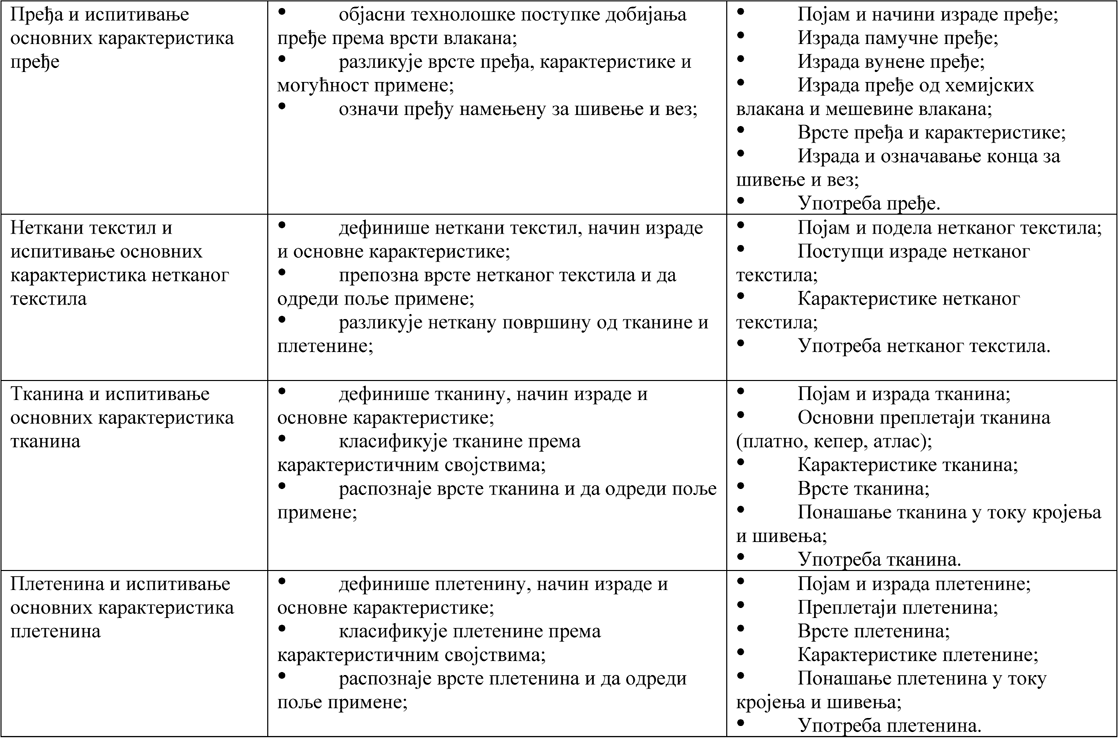 Пређа и испитивање
основних карактеристика
пређе
• објасни технолошке поступке добијања
пређе према врсти влакана;
• разликује врсте пређа, карактеристике и
могућност примене;
• означи пређу намењену за шивење и вез;
• Појам и начини израде пређе;
• Израда памучне пређе;
• Израда вунене пређе;
• Израда пређе од хемијских
влакана и мешевине влакана;
• Врсте пређа и карактеристике;
• Израда и означавање конца за
шивење и вез;
• Употреба пређе.
Неткани текстил и
испитивање основних
карактеристика нетканог
текстила
• дефинише неткани текстил, начин израде
и основне карактеристике;
• препозна врсте нетканог текстила и да
одреди поље примене;
• разликује неткану површину од тканине и
плетенине;
• Појам и подела нетканог текстила;
• Поступци израде нетканог
текстила;
• Карактеристике нетканог
текстила;
• Употреба нетканог текстила.
Тканина и испитивање
основних карактеристика
тканина
• дефинише тканину, начин израде и
основне карактеристике;
• класификује тканине према
карактеристичним својствима;
• распознаје врсте тканина и да одреди поље
примене;
• Појам и израда тканина;
• Основни преплетаји тканина
(платно, кепер, атлас);
• Карактеристике тканина;
• Врсте тканина;
• Понашање тканина у току кројења
и шивења;
• Употреба тканина.
Плетенина и испитивање
основних карактеристика
плетенина
• дефинише плетенину, начин израде и
основне карактеристике;
• класификује плетенине према
карактеристичним својствима;
• распознаје врсте плетенина и да одреди
поље примене;
• Појам и израда плетенине;
• Преплетаји плетенина;
• Врсте плетенина;
• Карактеристике плетенине;
• Понашање плетенина у току
кројења и шивења;
• Употреба плетенина.